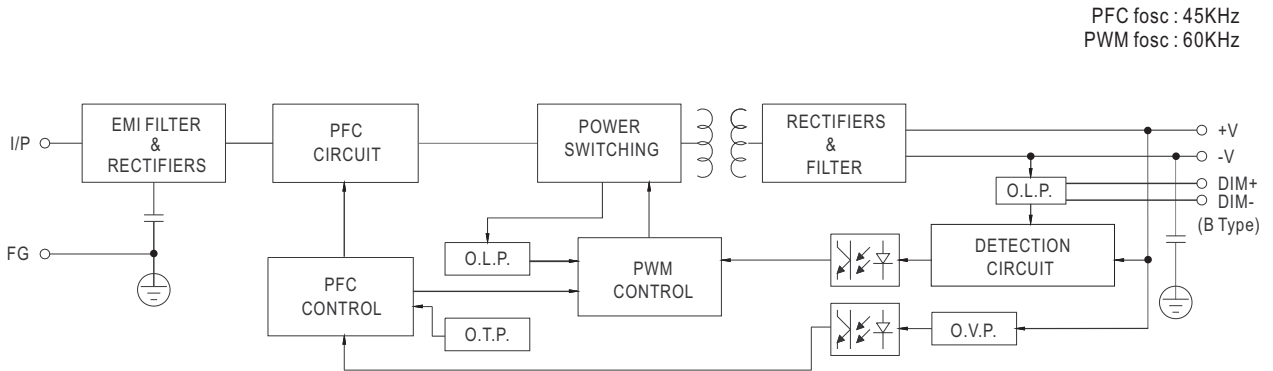 PFC fosc : 45KHz
PWM fosc : 60KHz
I/P
EMI FILTER
&
RECTIFIERS
PFC
CIRCUIT
POWER
SWITCHING
RECTIFIERS
&
FILTER
+V
-V
O.L.P.
DIM+
DIM-
(B Type)
FG
O.L.P.
PFC
CONTROL
PWM
CONTROL
DETECTION
CIRCUIT
O.T.P.
O.V.P.